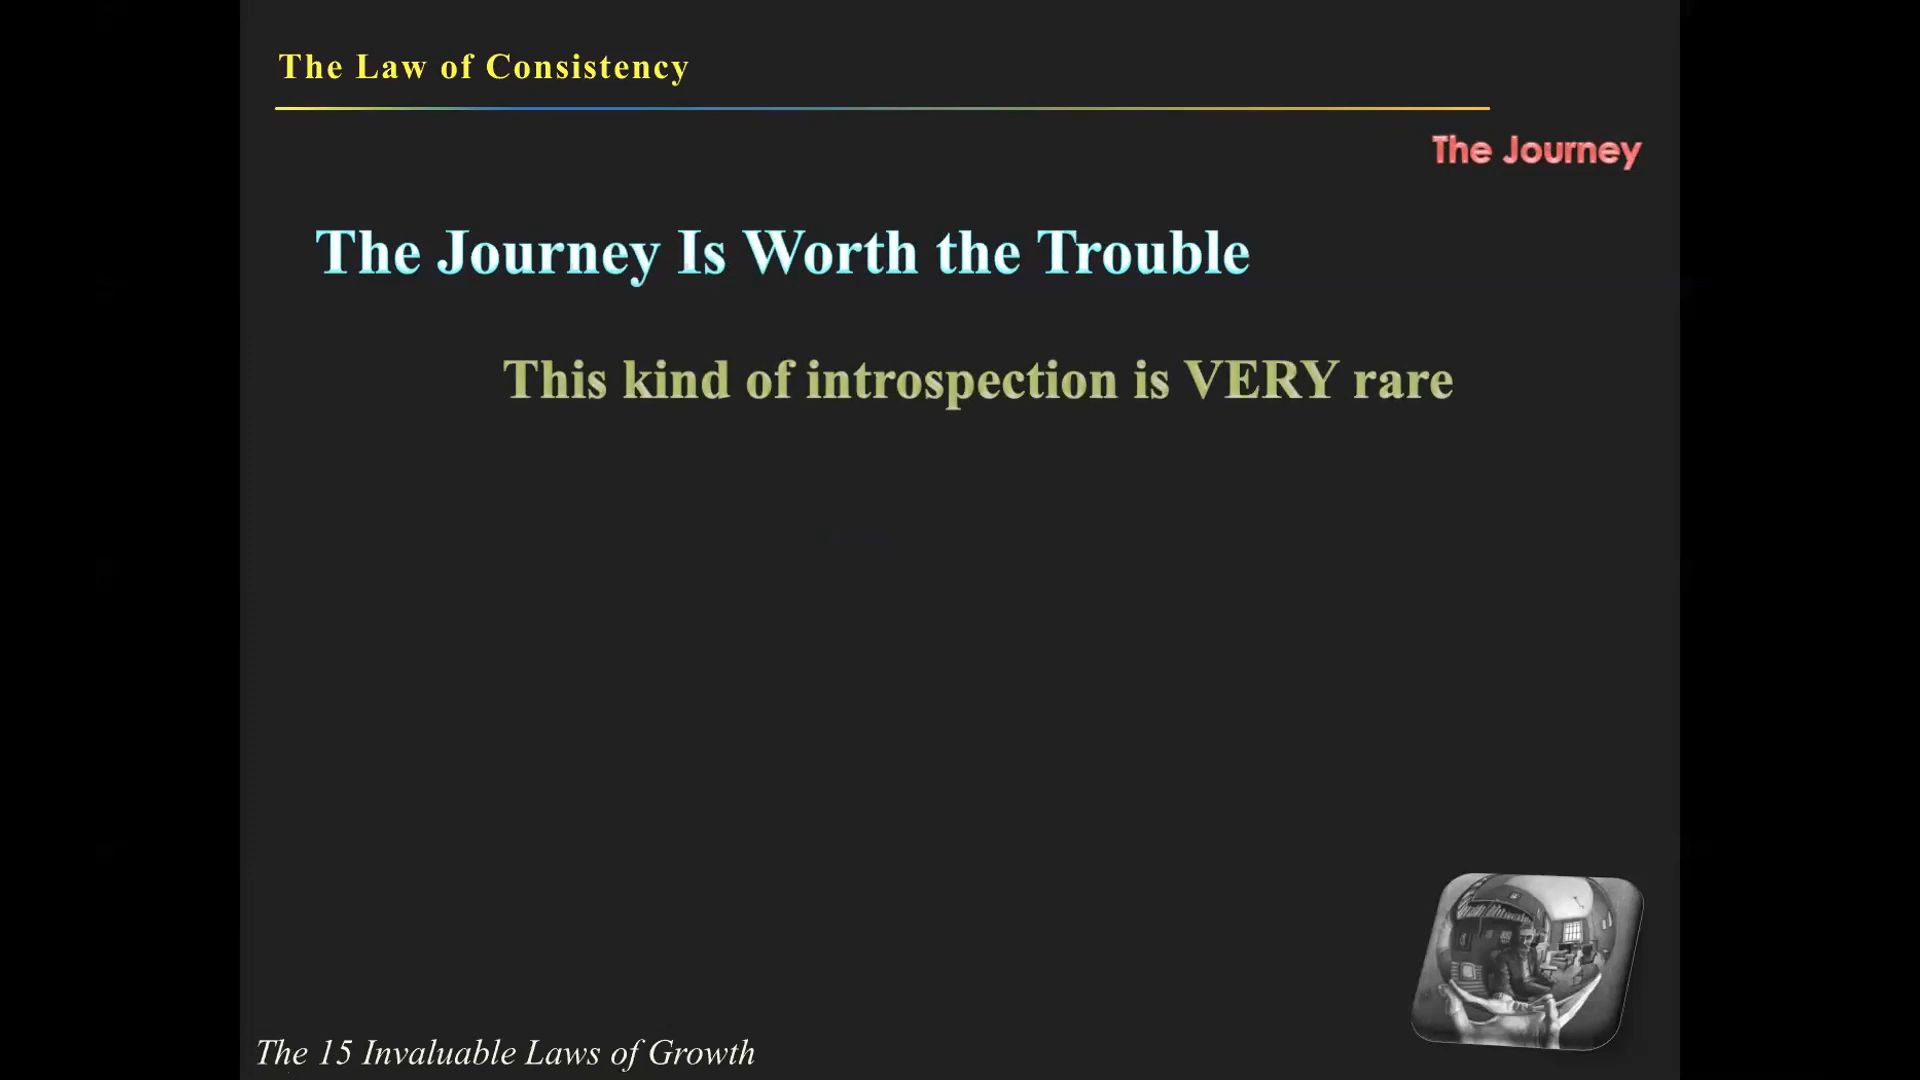 The Law of Consistency
The Journey
The Journey Is Worth the Trouble
This kind of introspection is VERY rare
The 15 Invaluable Laws of Growth